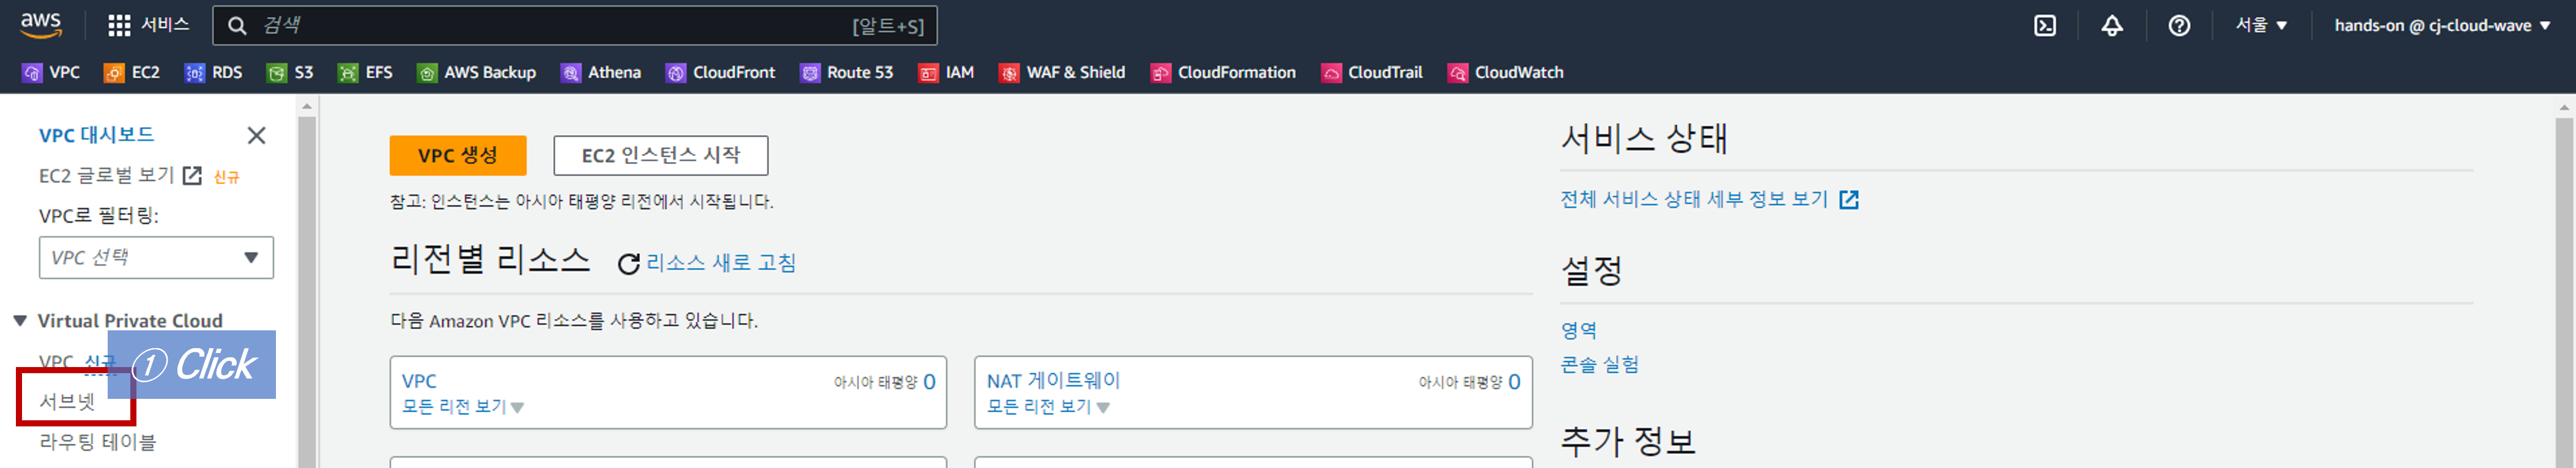 aws
서비스
검색
[알트+S]
서울 ▼
hands-on @ cj-cloud-wave ▼
VPC
EC2
RDS
S3
EFS
AWS Backup
Athena
CloudFront
Route 53
IAM
WAF & Shield
CloudFormation
CloudTrail
CloudWatch
VPC 대시보드
EC2 글로벌 보기 신규
VPC로 필터링:
VPC 선택
Virtual Private Cloud
VPC 신규
① Click
서브넷
라우팅 테이블
VPC 생성
EC2 인스턴스 시작
참고: 인스턴스는 아시아 태평양 리전에서 시작됩니다.
리전별 리소스
리소스 새로 고침
다음 Amazon VPC 리소스를 사용하고 있습니다.
VPC
아시아 태평양 0
모든 리전 보기
NAT 게이트웨이
아시아 태평양 0
모든 리전 보기
서비스 상태
전체 서비스 상태 세부 정보 보기
설정
영역
콘솔 실험
추가 정보